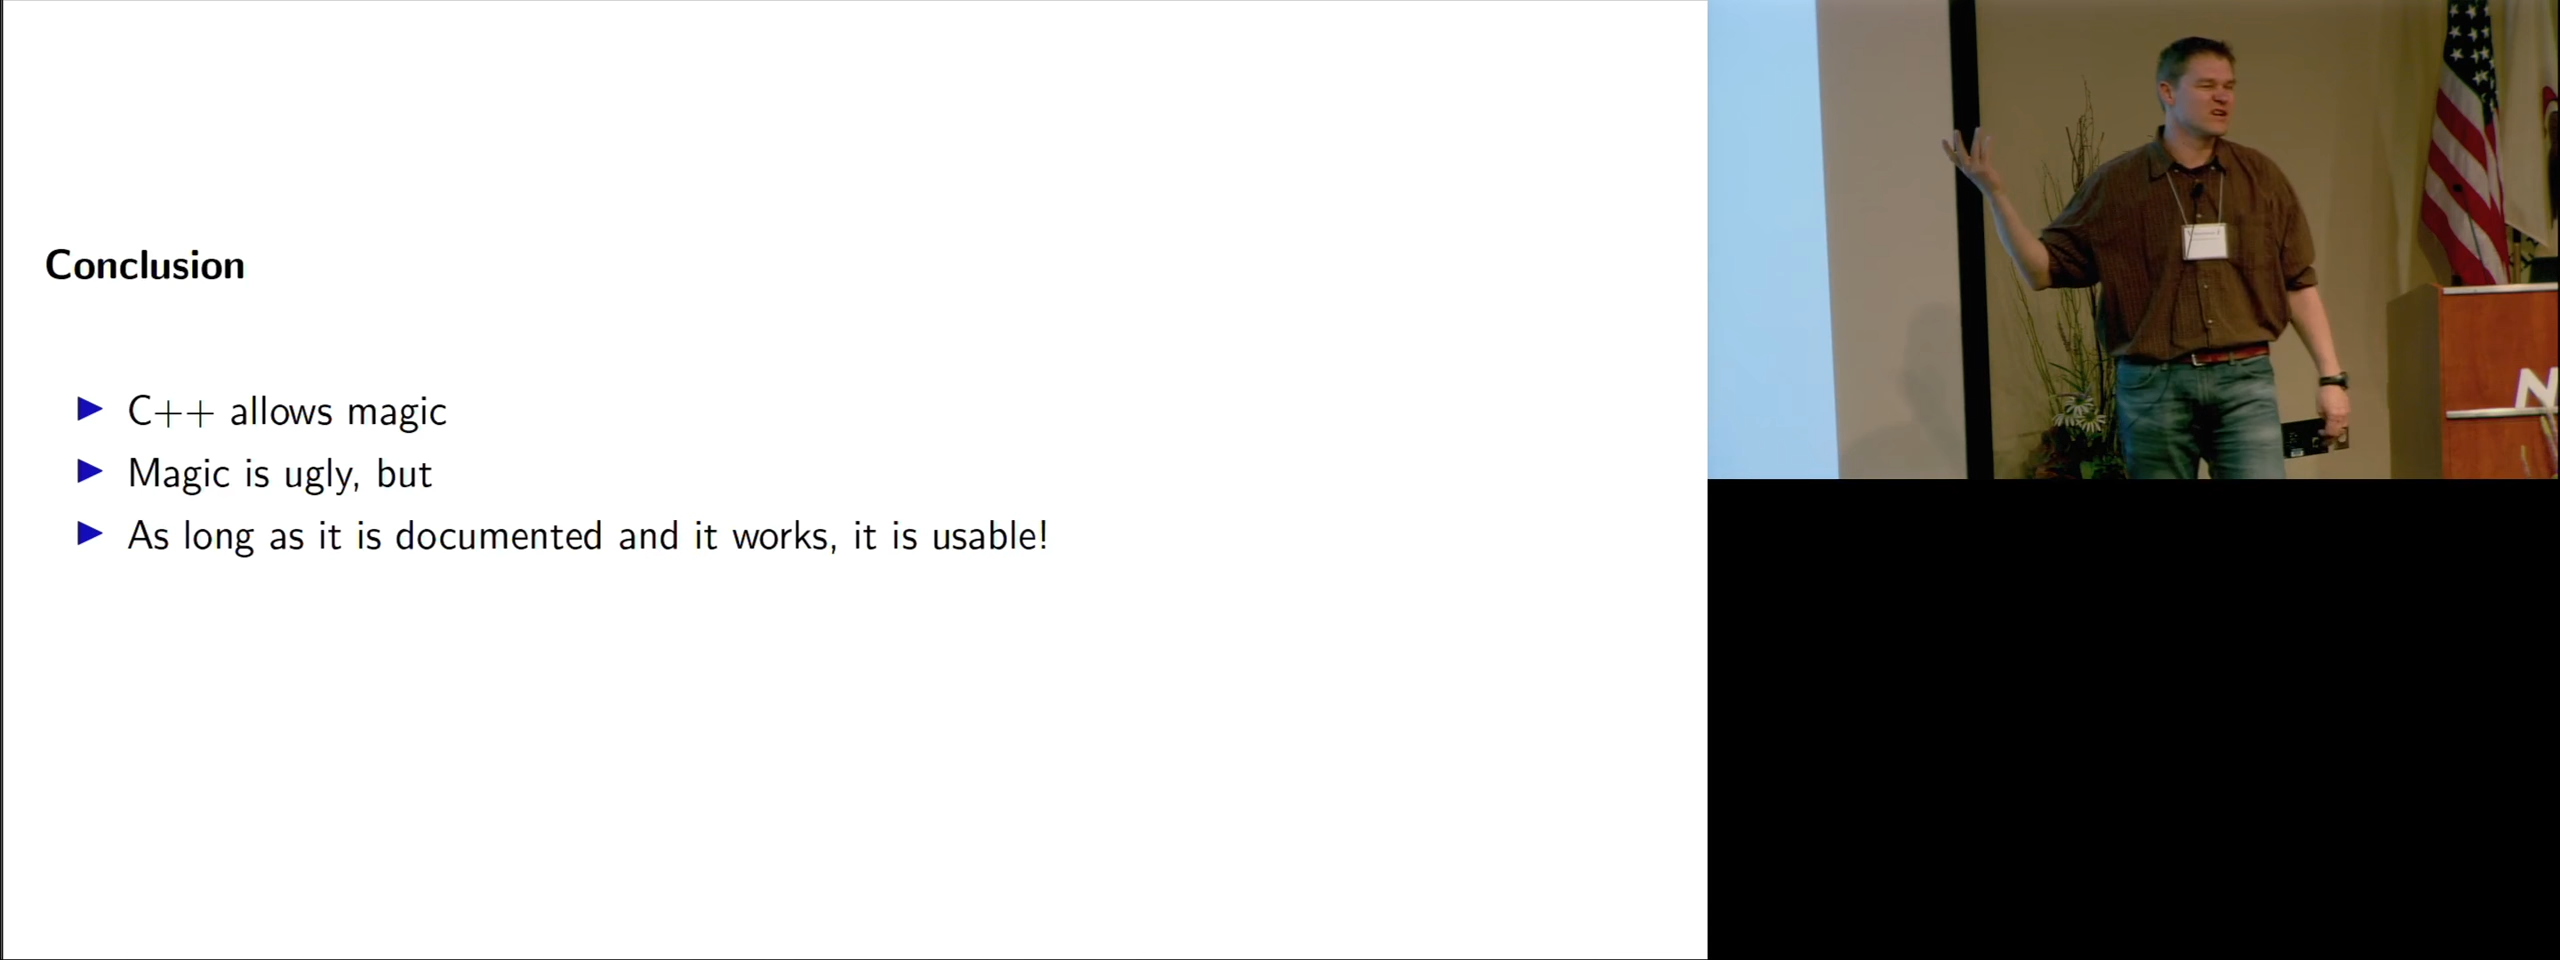 Conclusion
C++ allows magic
Magic is ugly, but
As long as it is documented and it works, it is usable!
N